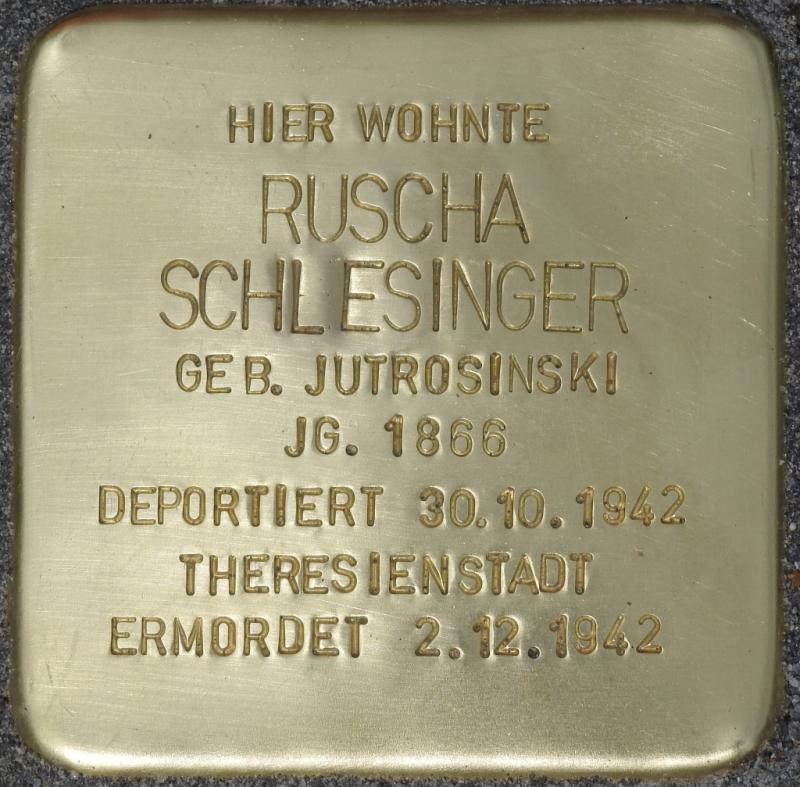 HIER WOHNTE
RUSCHA
SCHLESINGER
GEB. JUTROSINSKI
JG. 1866
DEPORTIERT 30.10.1942
THERESIENSTADT
ERMORDET 2.12.1942